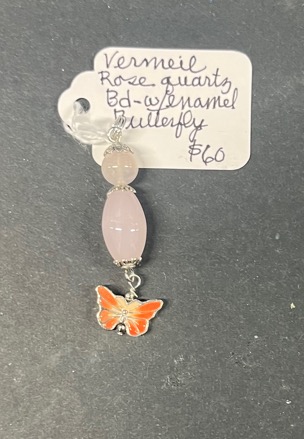 Vermeil
Rose quartz
Bd-w/enamel
Butterfly
$60